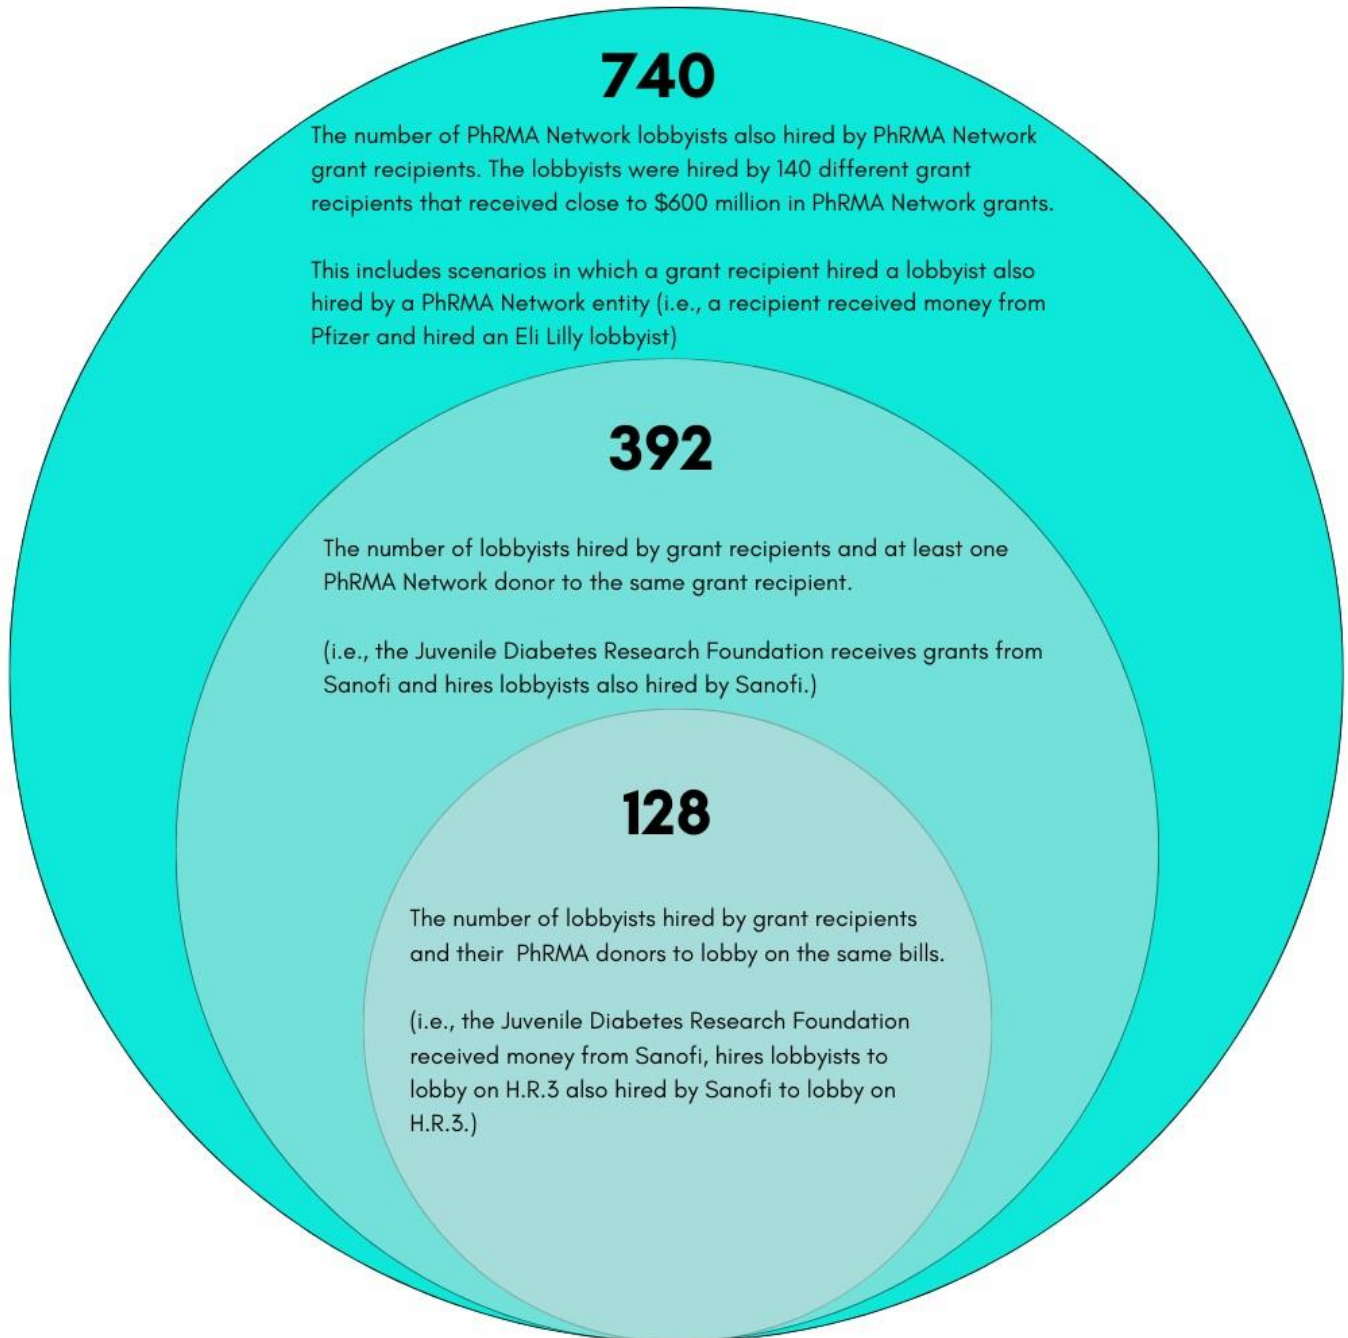 740
The number of PhRMA Network lobbyists also hired by PhRMA Network
grant recipients. The lobbyists were hired by 140 different grant
recipients that received close to $600 million in PhRMA Network grants.
This includes scenarios in which a grant recipient hired a lobbyist also
hired by a PhRMA Network entity (i.e., a recipient received money from
Pfizer and hired an Eli Lilly lobbyist)
392
The number of lobbyists hired by grant recipients and at least one
PhRMA Network donor to the same grant recipient.
(i.e., the Juvenile Diabetes Research Foundation receives grants from
Sanofi and hires lobbyists also hired by Sanofi.)
128
The number of lobbyists hired by grant recipients
and their PhRMA donors to lobby on the same bills.
(i.e., the Juvenile Diabetes Research Foundation
received money from Sanofi, hires lobbyists to
lobby on H.R.3 also hired by Sanofi to lobby on
H.R.3.)